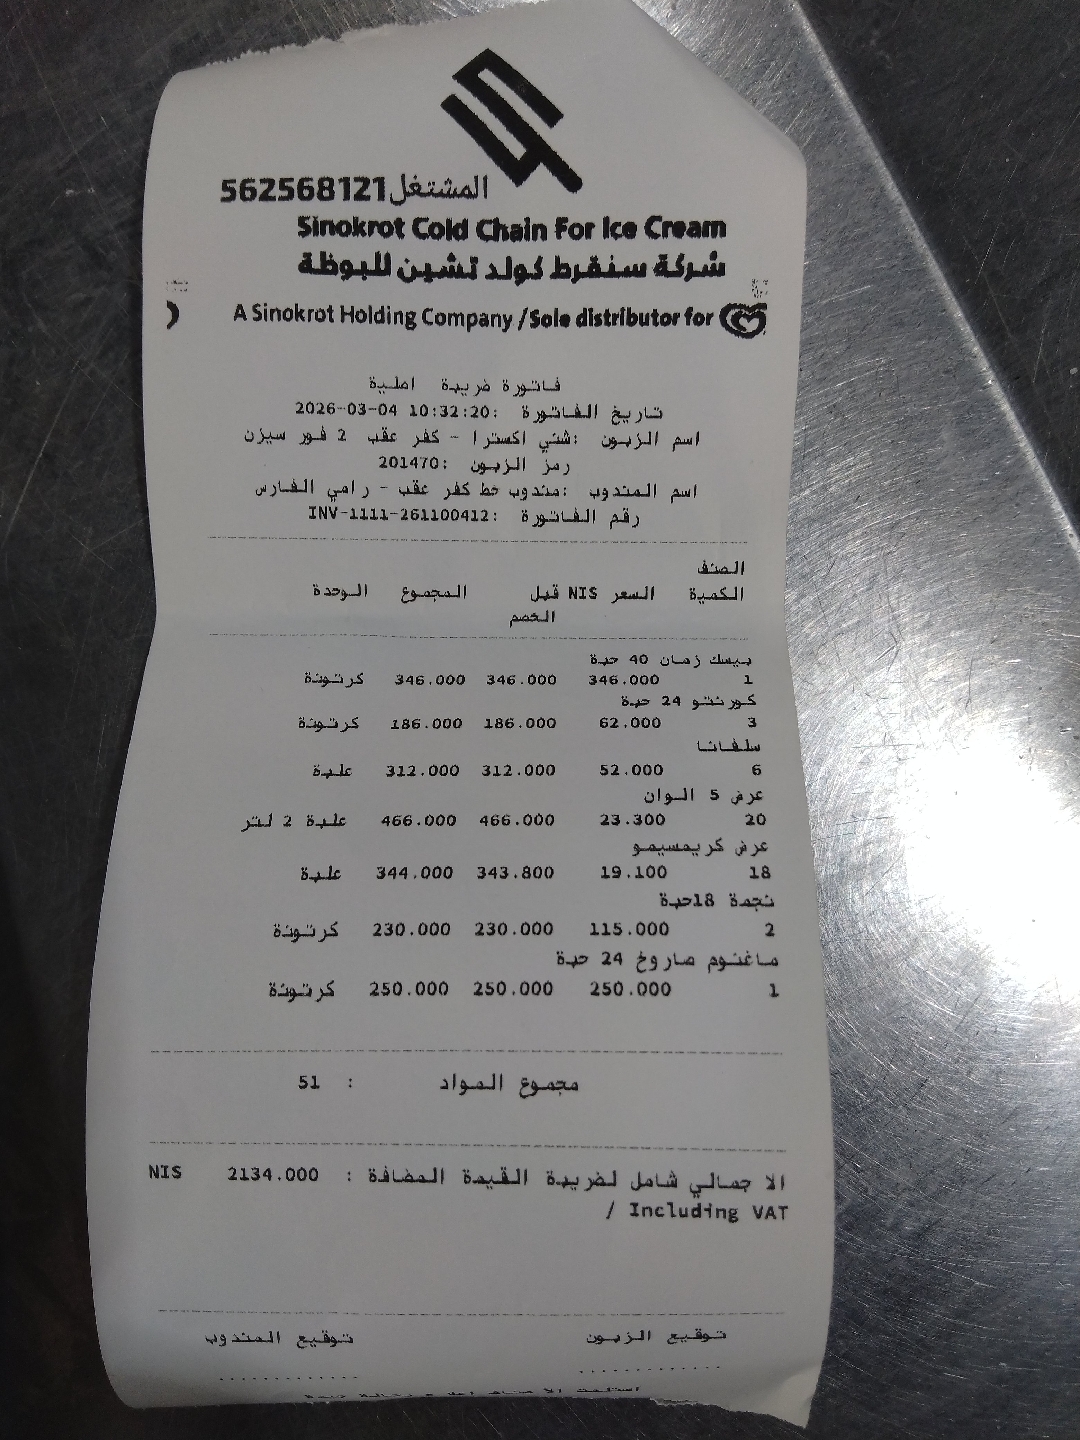 562568121 المشتغل
Sinokrot Cold Chain For Ice Cream
شركة سنقرط كولد تشين للبوظة
A Sinokrot Holding Company /Sole distributor for
فاتورة ضريبة اصلية
تاريخ الفاتورة :2026-03-04 10:32:20
اسم الزبون :شني اكسترا - كفر عقب 2 فور سيزن
رمز الزبون :201470
اسم المندوب :مندوب خط كفر عقب - رامي الفارس
رقم الفاتورة :INV-1111-261100412
الصنف
الكمية السعر NIS قبل المجموع الوحدة
الخصم
بيسك زمان 40 حبة
1 346.000 346.000 346.000 كرتونة
كورنتو 24 حبة
3 62.000 186.000 186.000 كرتونة
سلفاتا
6 52.000 312.000 312.000 علبة
عرض 5 الوان
20 23.300 466.000 466.000 علبة 2 لتر
عرض كريمسيمو
18 19.100 343.800 344.000 علبة
نجمة 18حبة
2 115.000 230.000 230.000 كرتونة
ماغنوم صاروخ 24 حبة
1 250.000 250.000 250.000 كرتونة
مجموع المواد : 51
الاجمالي شامل لضريبة القيمة المضافة : 2134.000 NIS
/ Including VAT
توقيع الزبون توقيع المندوب